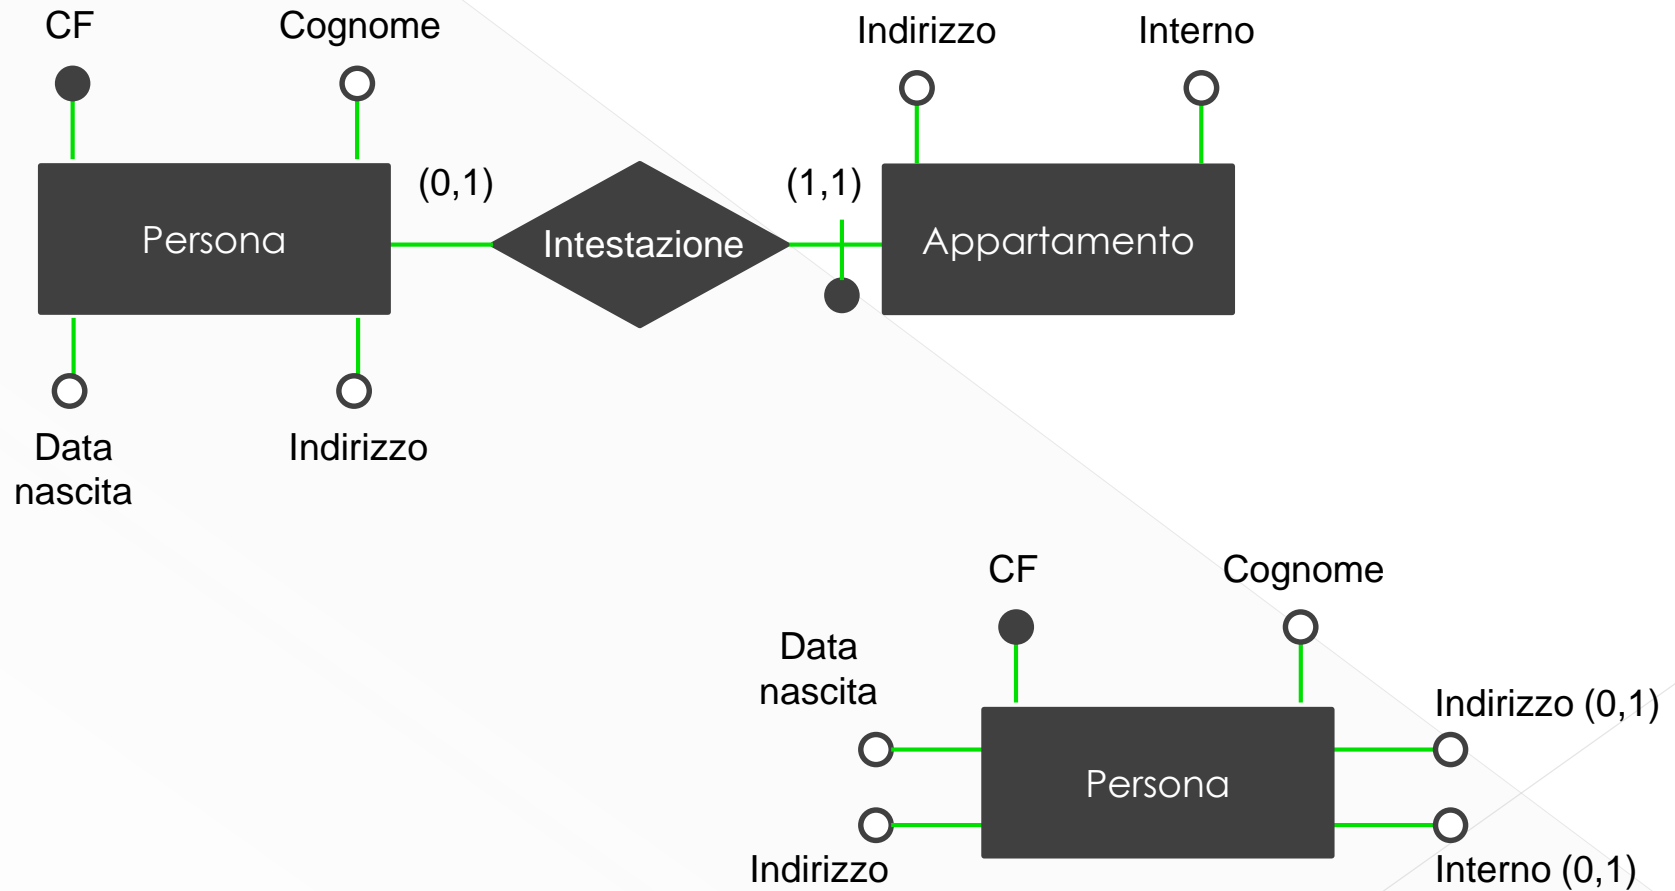 CF
Cognome
Indirizzo
Interno
Persona
(0,1)
Intestazione
(1,1)
Appartamento
Data
nascita
Indirizzo
CF
Cognome
Data
nascita
Indirizzo (0,1)
Persona
Indirizzo
Interno (0,1)